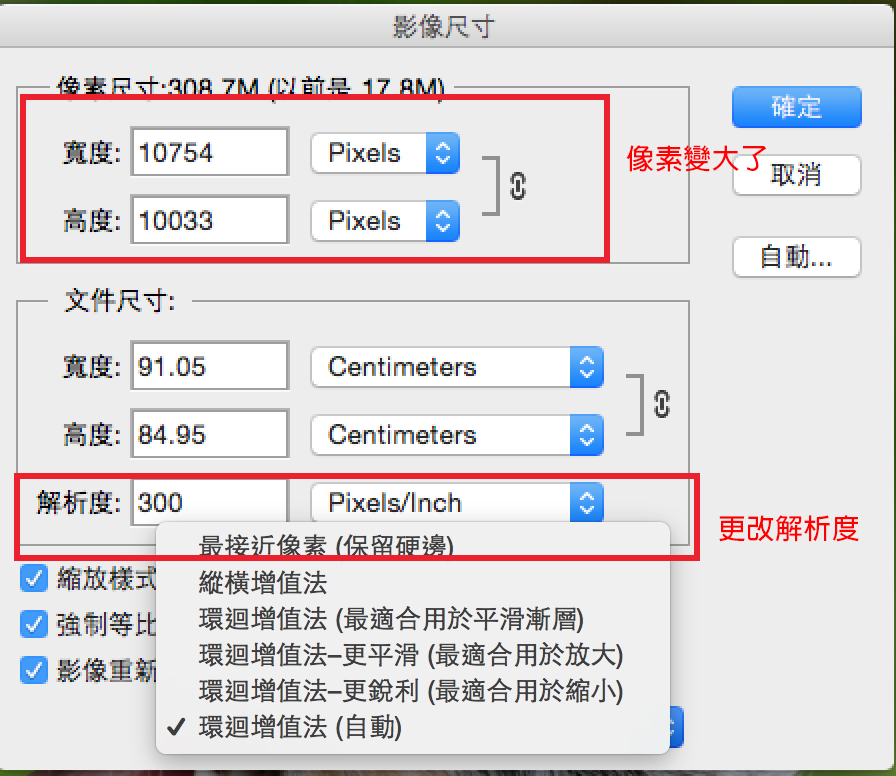 影像尺寸
像素尺寸:308.7M (以前是 17.8M)
確定
寬度: 10754 Pixels
像素變大了
取消
高度: 10033 Pixels
自動...
文件尺寸:
寬度: 91.05 Centimeters
高度: 84.95 Centimeters
解析度: 300 Pixels/Inch
更改解析度
最接近像素 (保留硬邊)
縮放樣式
縱橫增值法
環迴增值法 (最適合用於平滑漸層)
強制等比
環迴增值法–更平滑 (最適合用於放大)
影像重新
環迴增值法–更銳利 (最適合用於縮小)
✓ 環迴增值法 (自動)